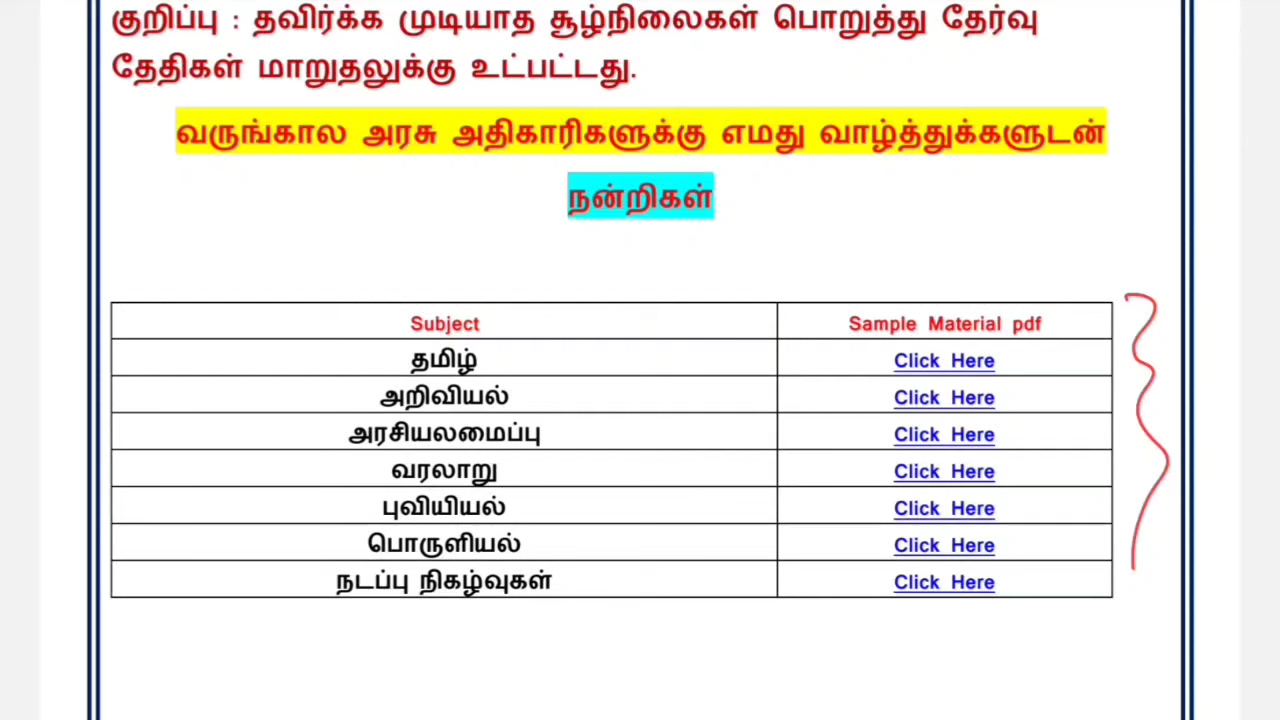 குறிப்பு : தவிர்க்க முடியாத சூழ்நிலைகள் பொறுத்து தேர்வு
தேதிகள் மாறுதலுக்கு உட்பட்டது.
வருங்கால அரசு அதிகாரிகளுக்கு எமது வாழ்த்துக்களுடன்
நன்றிகள்
Subject Sample Material pdf
தமிழ் Click Here
அறிவியல் Click Here
அரசியலமைப்பு Click Here
வரலாறு Click Here
புவியியல் Click Here
பொருளியல் Click Here
நடப்பு நிகழ்வுகள் Click Here